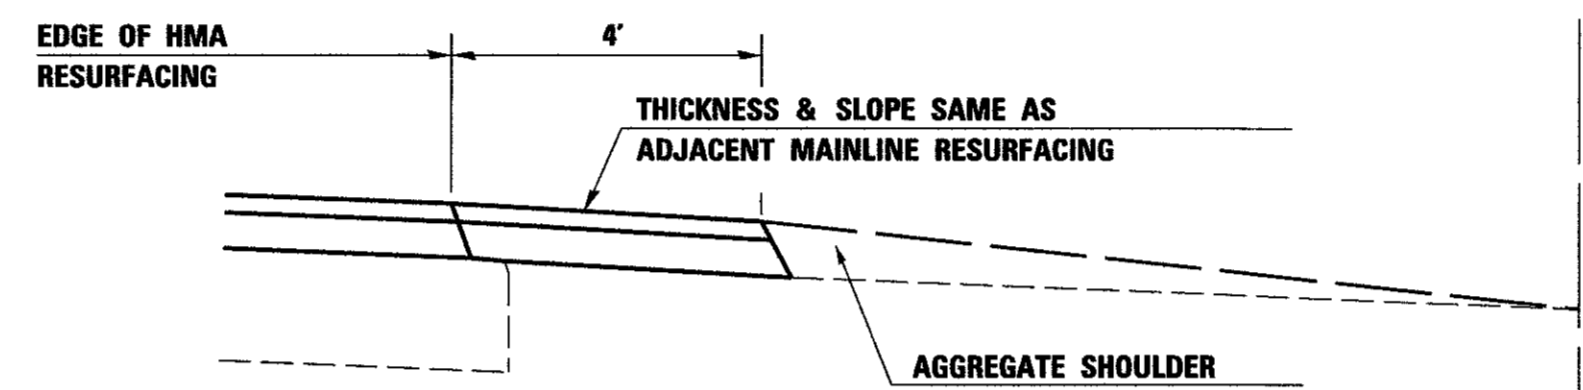 EDGE OF HMA
RESURFACING
4'
THICKNESS & SLOPE SAME AS
ADJACENT MAINLINE RESURFACING
AGGREGATE SHOULDER